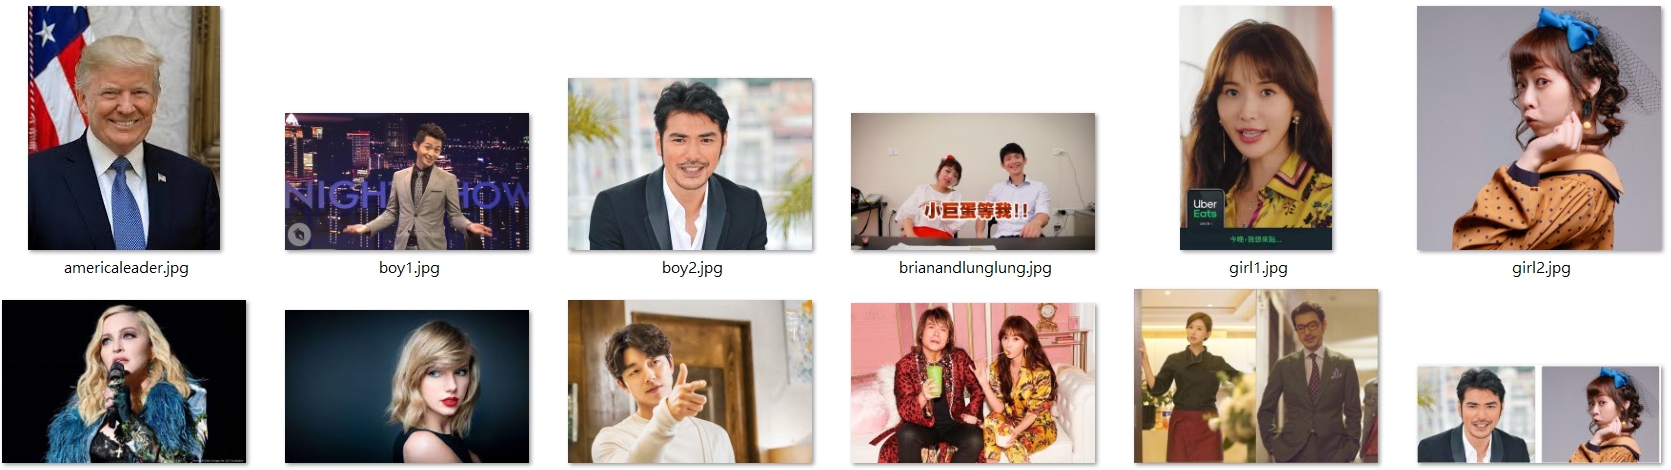 NIGHT SHOW
小巨蛋等我!!
Uber
Eats
今晚,我想來點...
americaleader.jpg
boy1.jpg
boy2.jpg
brianandlunglung.jpg
girl1.jpg
girl2.jpg